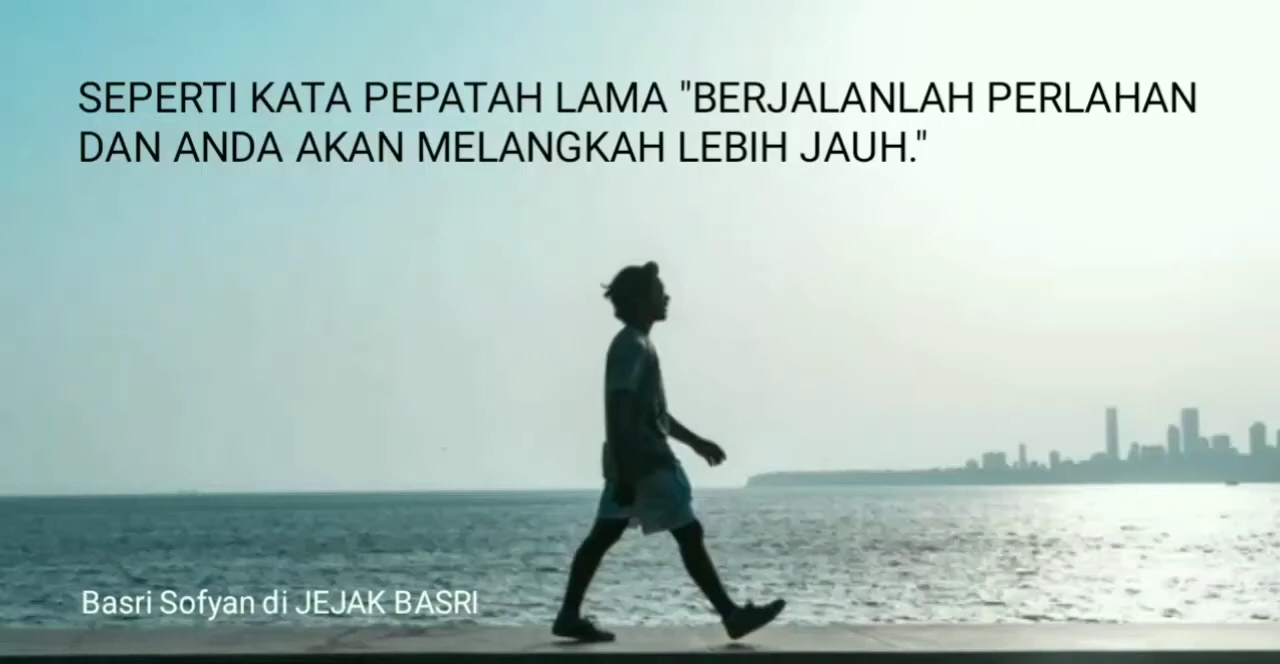 SEPERTI KATA PEPATAH LAMA "BERJALANLAH PERLAHAN
DAN ANDA AKAN MELANGKAH LEBIH JAUH."
Basri Sofyan di JEJAK BASRI